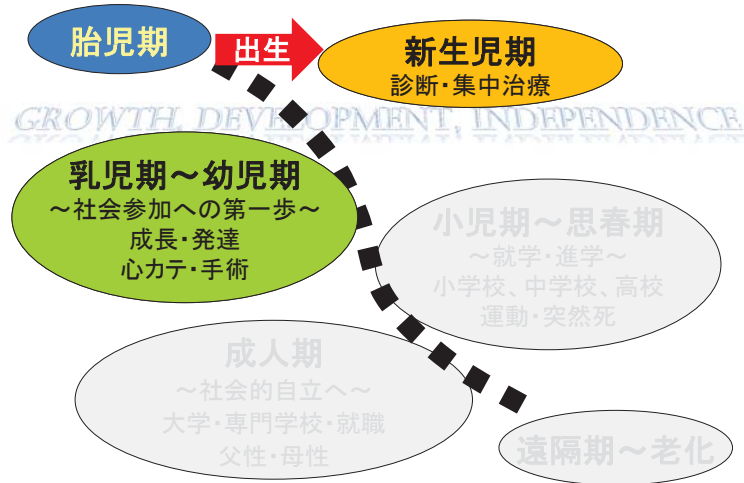 胎児期
出生
新生児期
診断・集中治療
GROWTH, DEVELOPMENT, INDEPENDENCE
乳児期～幼児期
～社会参加への第一歩～
成長・発達
心カテ・手術
小児期～思春期
～就学・進学～
小学校、中学校、高校
運動・突然死
成人期
～社会的自立へ～
大学・専門学校・就職
父性・母性
遠隔期～老化